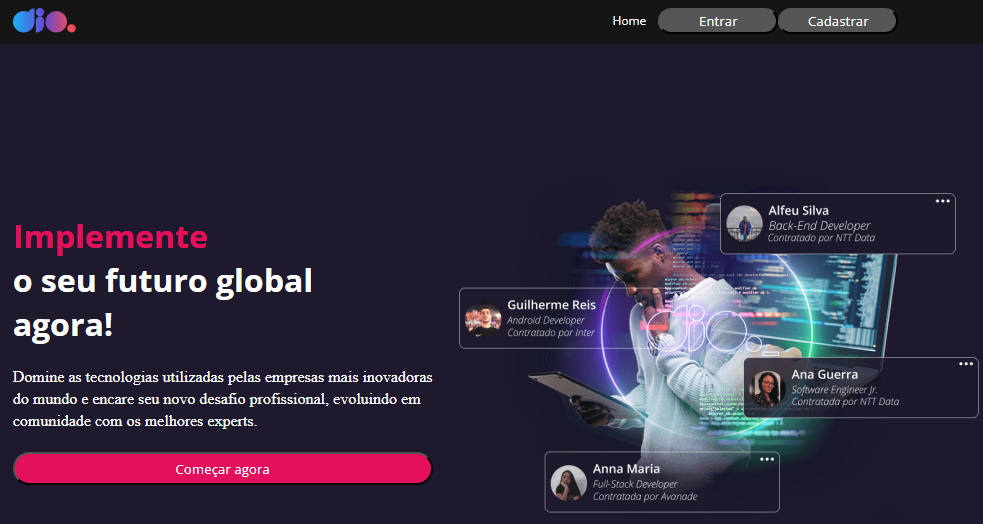 dio.
Home
Entrar
Cadastrar
Implemente
o seu futuro global
agora!
Domine as tecnologias utilizadas pelas empresas mais inovadoras
do mundo e encare seu novo desafio profissional, evoluindo em
comunidade com os melhores experts.
Começar agora
Alfeu Silva
Back-End Developer
Contratado por NTT Data
Guilherme Reis
Android Developer
Contratado por Inter
dio.
Ana Guerra
Software Engineer Jr.
Contratada por NTT Data
Anna Maria
Full-Stack Developer
Contratada por Avanade